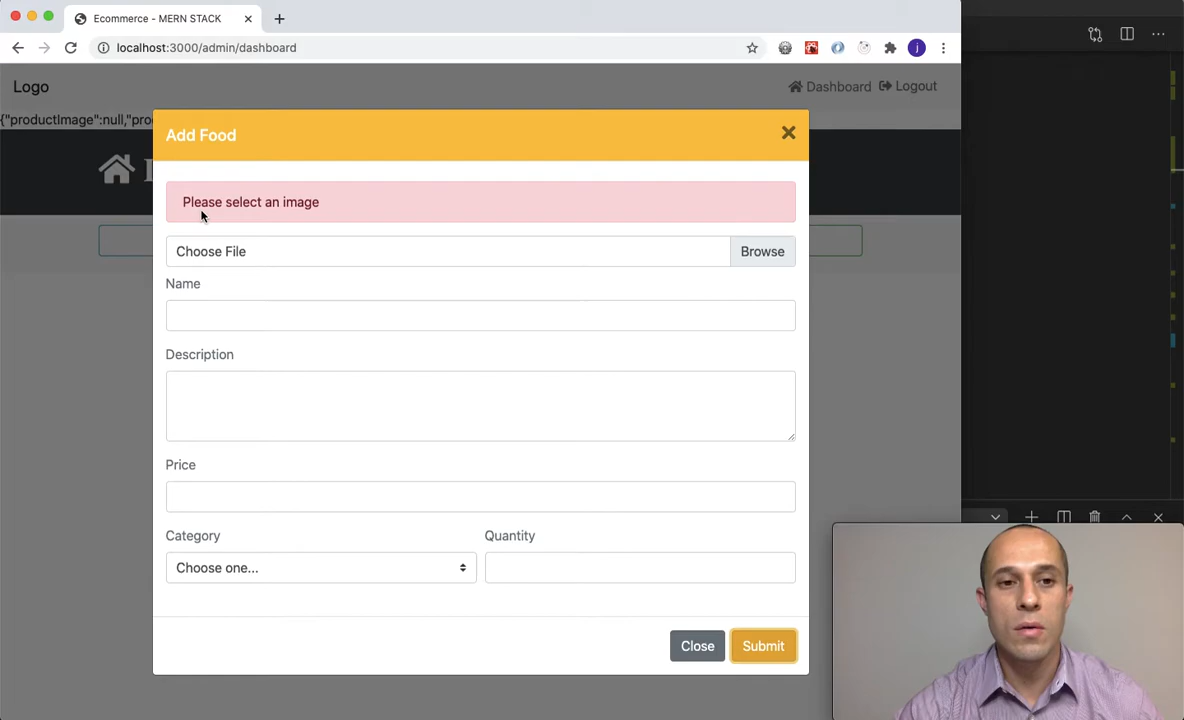 Ecommerce - MERN STACK
localhost:3000/admin/dashboard
j
Logo
Dashboard
Logout
{"productImage":null,"pro
Add Food
Please select an image
Choose File
Browse
Name
Description
Price
Category
Quantity
Choose one...
Close
Submit